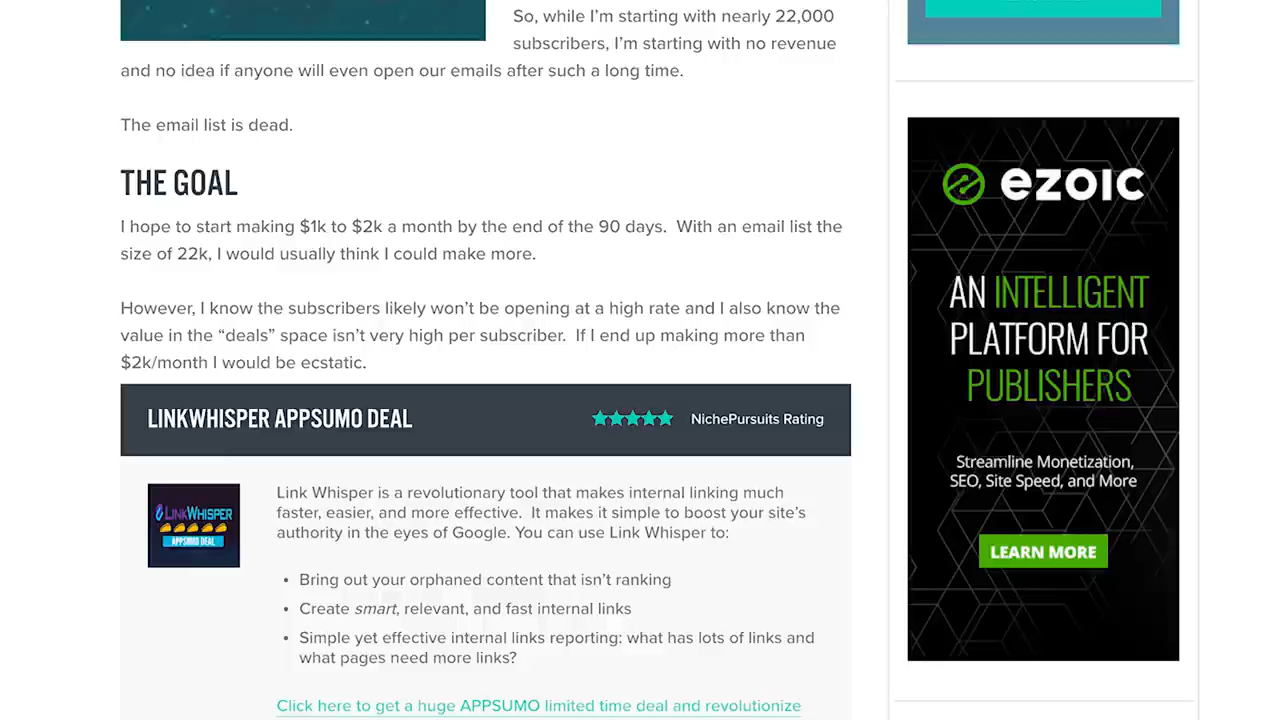 So, while I'm starting with nearly 22,000
subscribers, I'm starting with no revenue
and no idea if anyone will even open our emails after such a long time.
The email list is dead.
THE GOAL
I hope to start making $1k to $2k a month by the end of the 90 days. With an email list the
size of 22k, I would usually think I could make more.
However, I know the subscribers likely won't be opening at a high rate and I also know the
value in the “deals” space isn't very high per subscriber. If I end up making more than
$2k/month I would be ecstatic.
LINKWHISPER APPSUMO DEAL
NichePursuits Rating
LINKWHISPER
APPSUMO DEAL
Link Whisper is a revolutionary tool that makes internal linking much
faster, easier, and more effective. It makes it simple to boost your site's
authority in the eyes of Google. You can use Link Whisper to:
• Bring out your orphaned content that isn't ranking
• Create smart, relevant, and fast internal links
• Simple yet effective internal links reporting: what has lots of links and
what pages need more links?
Click here to get a huge APPSUMO limited time deal and revolutionize
ezoic
AN INTELLIGENT
PLATFORM FOR
PUBLISHERS
Streamline Monetization,
SEO, Site Speed, and More
LEARN MORE